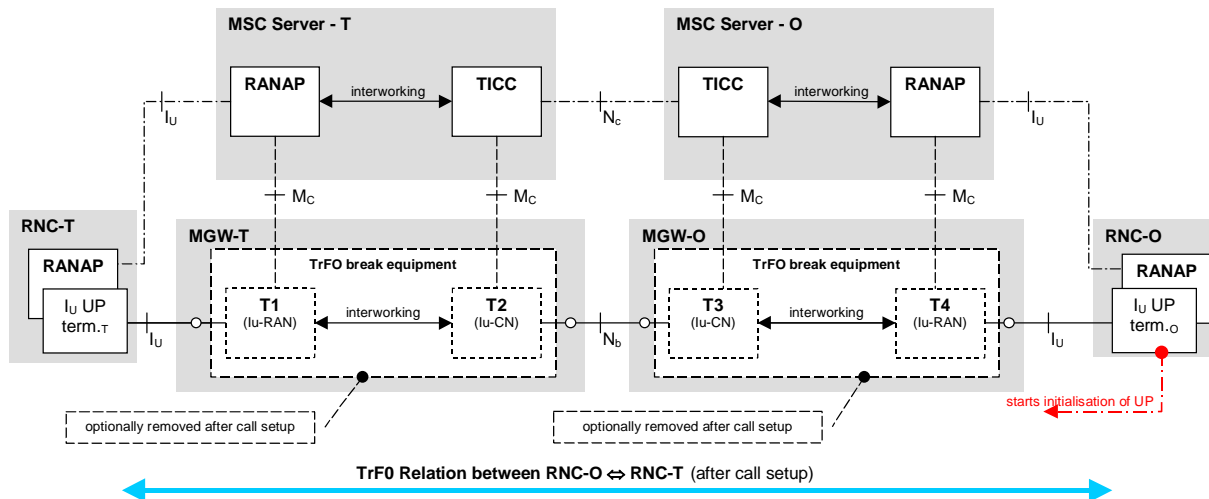 MSC Server - T
MSC Server - O
RANAP
interworking
TICC
TICC
interworking
RANAP
IU
NC
IU
MC
MC
MC
MC
RNC-T
MGW-T
MGW-O
RNC-O
RANAP
TrFO break equipment
TrFO break equipment
RANAP
IU UP
term.T
T1
(Iu-RAN)
interworking
T2
(Iu-CN)
T3
(Iu-CN)
interworking
T4
(Iu-RAN)
IU UP
term.O
IU
Nb
IU
starts initialisation of UP
optionally removed after call setup
optionally removed after call setup
TrF0 Relation between RNC-O ⇔ RNC-T (after call setup)